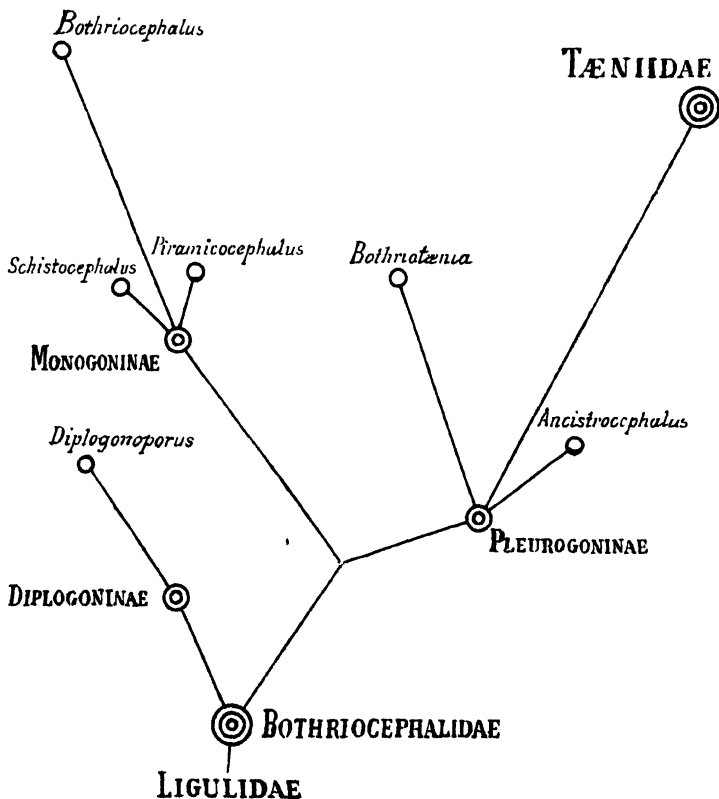 Bothriocephalus
TÆNIIDAE
Piramicocephalus
Bothriotænia
Schistocephalus
MONOGONINAE
Ancistrocephalus
Diplogonoporus
PLEUROGONINAE
DIPLOGONINAE
BOTHRIOCEPHALIDAE
LIGULIDAE